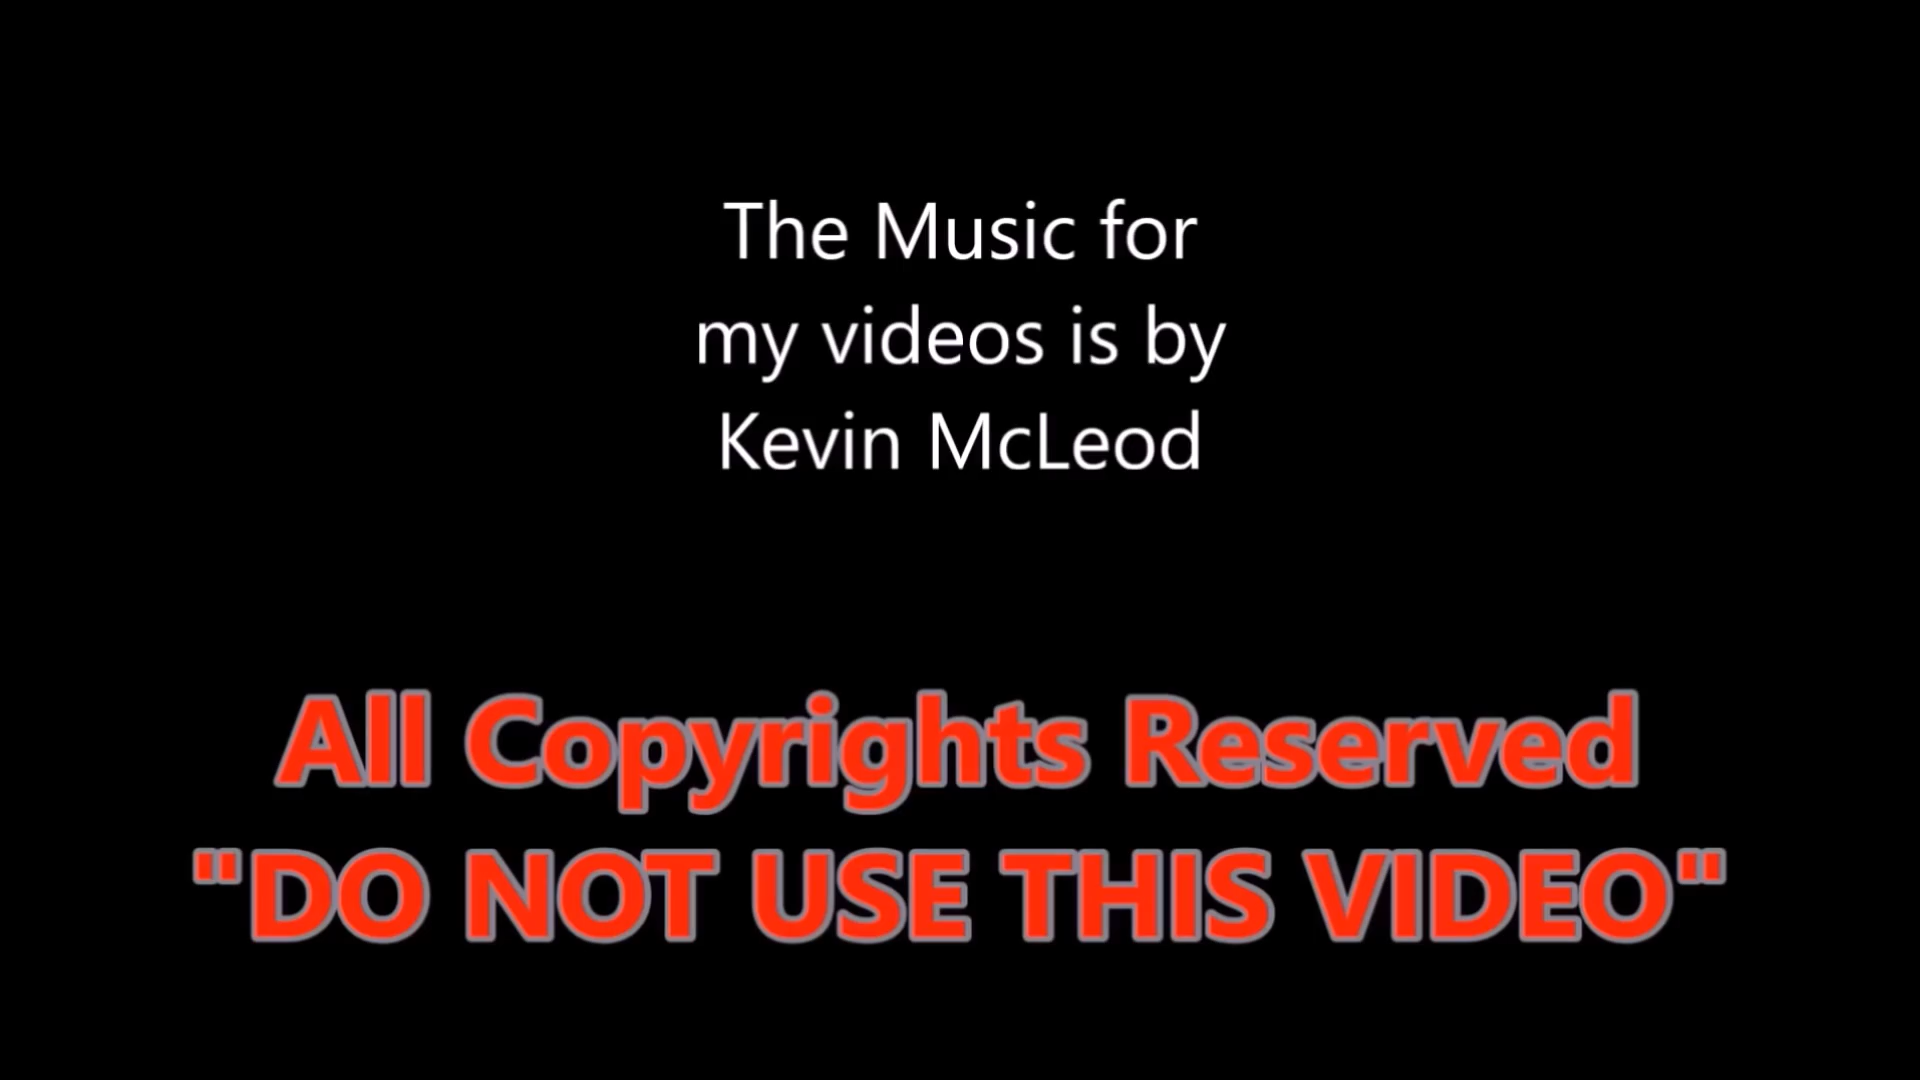 The Music for
my videos is by
Kevin McLeod
All Copyrights Reserved
"DO NOT USE THIS VIDEO"